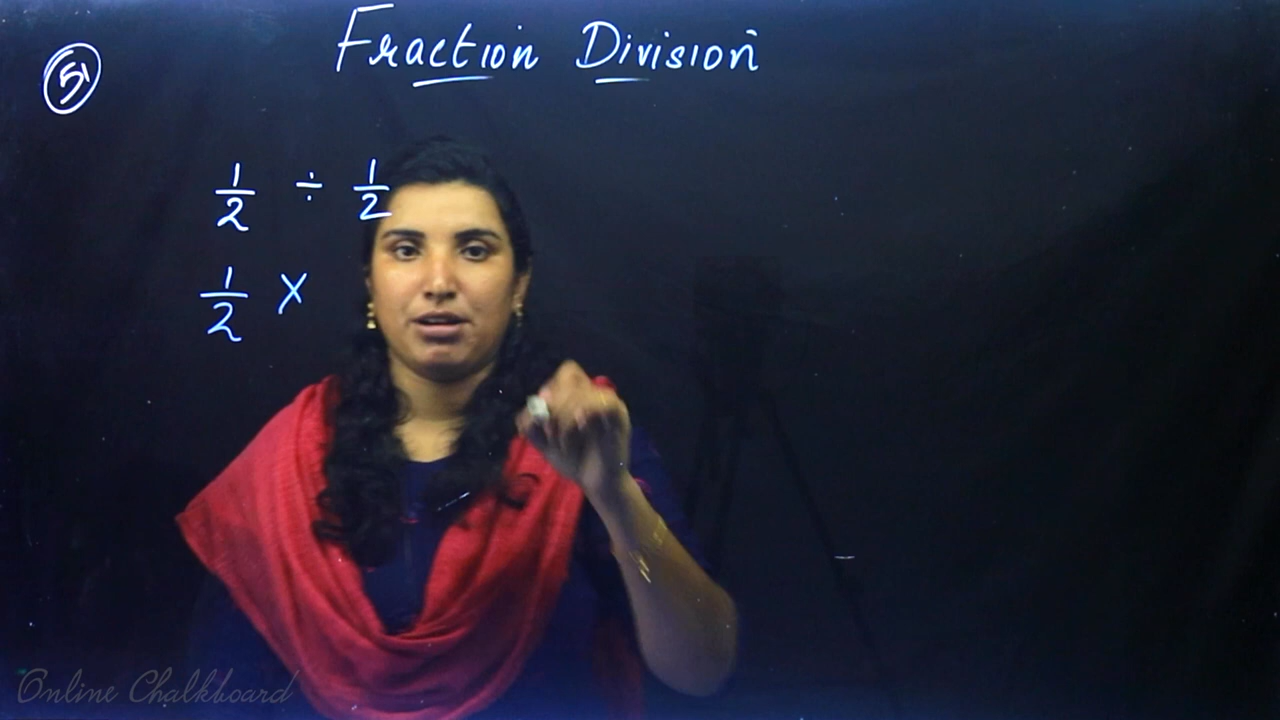 Fraction Division
5
1/2 ÷ 1/2
1/2 ×
Online Chalkboard